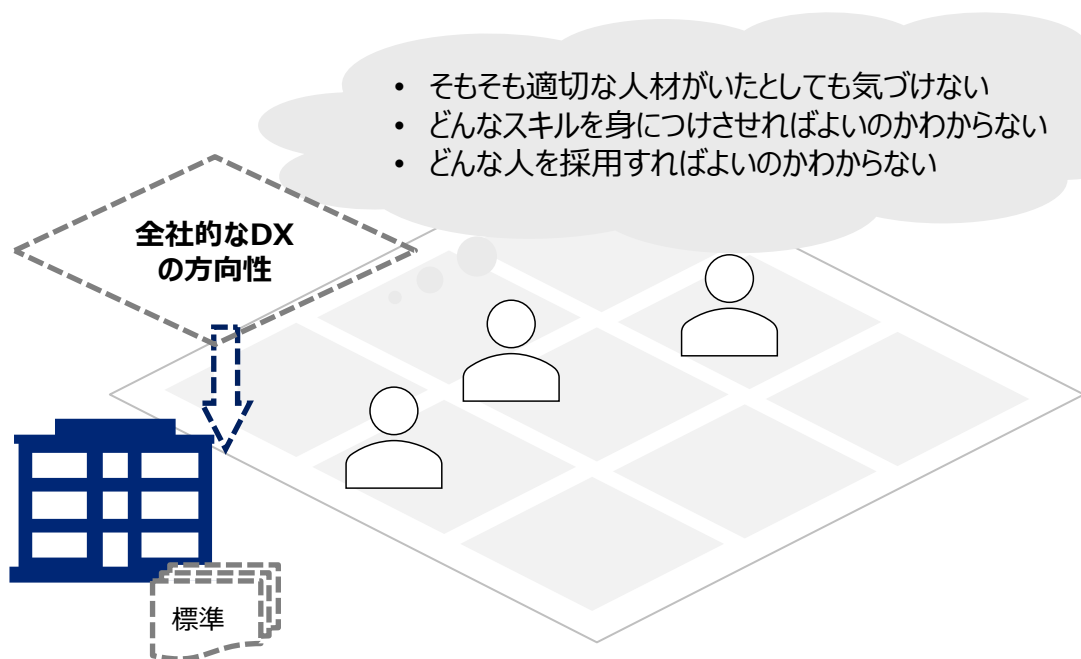 • そもそも適切な人材がいたとしても気づけない
• どんなスキルを身につけさせればよいのかわからない
• どんな人を採用すればよいのかわからない
全社的なDX
の方向性
標準